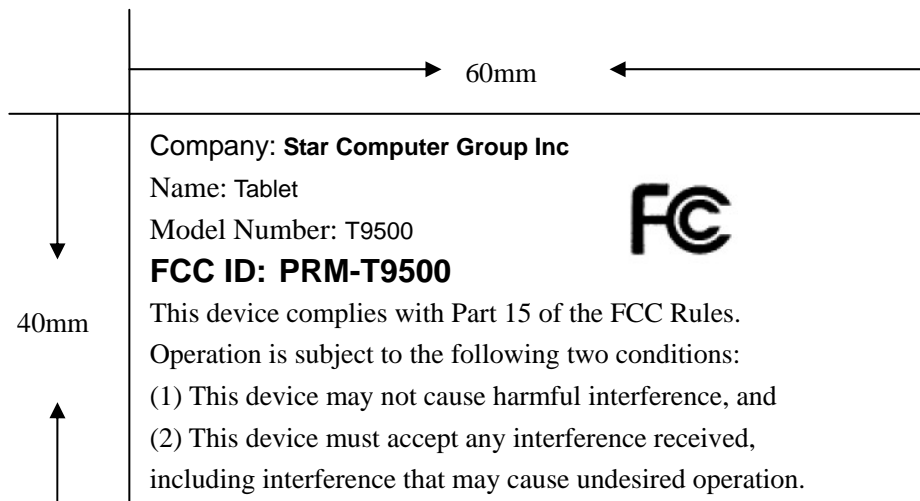 60mm
Company: Star Computer Group Inc
Name: Tablet
FC
Model Number: T9500
FCC ID: PRM-T9500
This device complies with Part 15 of the FCC Rules.
40mm
Operation is subject to the following two conditions:
(1) This device may not cause harmful interference, and
(2) This device must accept any interference received,
including interference that may cause undesired operation.